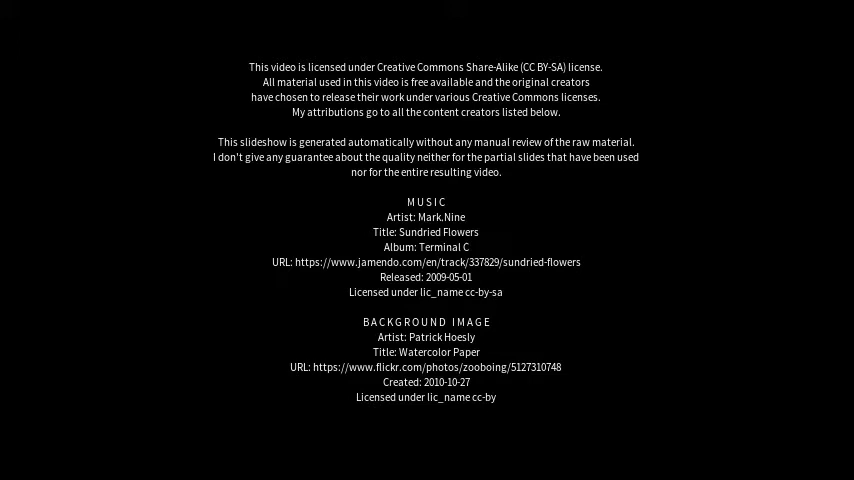 This video is licensed under Creative Commons Share-Alike (CC BY-SA) license.
All material used in this video is free available and the original creators
have chosen to release their work under various Creative Commons licenses.
My attributions go to all the content creators listed below.
This slideshow is generated automatically without any manual review of the raw material.
I don't give any guarantee about the quality neither for the partial slides that have been used
nor for the entire resulting video.
MUSIC
Artist: Mark.Nine
Title: Sundried Flowers
Album: Terminal C
URL: https://www.jamendo.com/en/track/337829/sundried-flowers
Released: 2009-05-01
Licensed under lic_name cc-by-sa
BACKGROUND IMAGE
Artist: Patrick Hoesly
Title: Watercolor Paper
URL: https://www.flickr.com/photos/zooboing/5127310748
Created: 2010-10-27
Licensed under lic_name cc-by